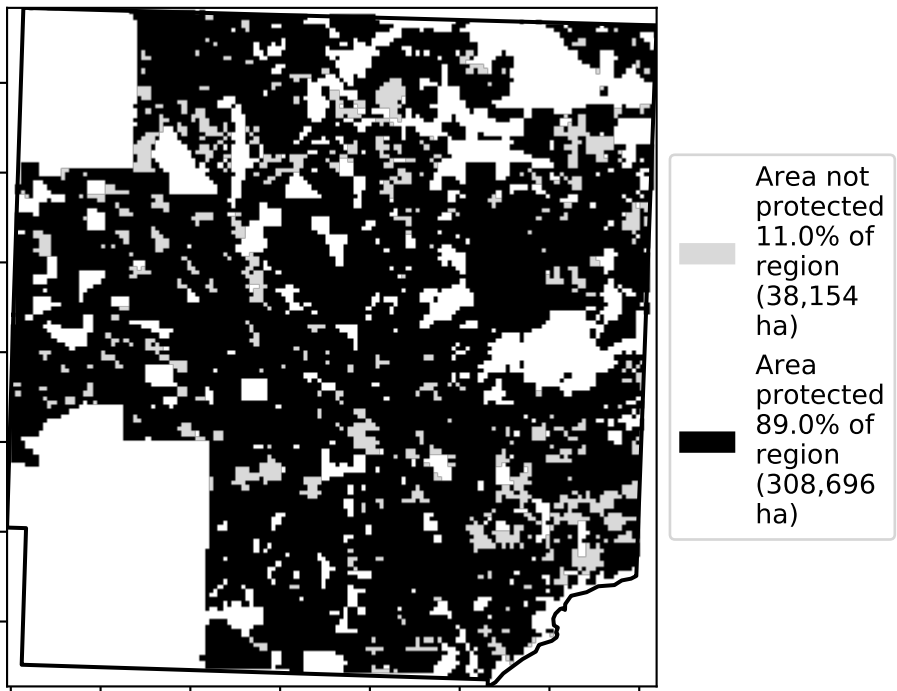 Area not
protected
11.0% of
region
(38,154
ha)
Area
protected
89.0% of
region
(308,696
ha)